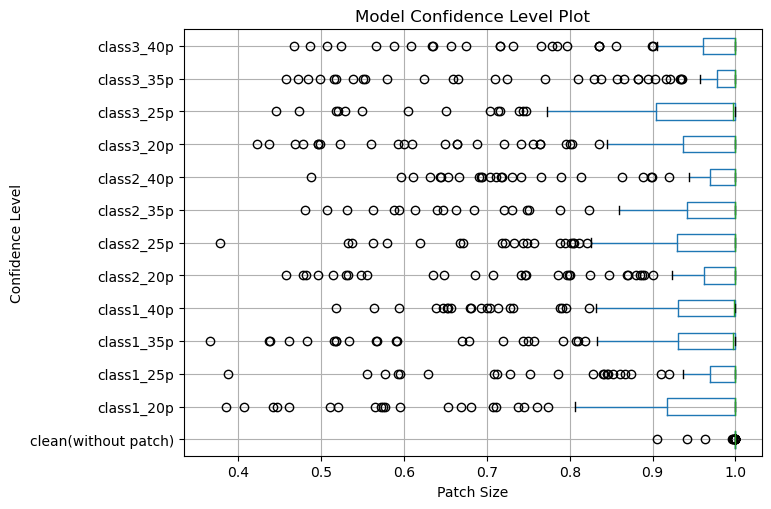 Model Confidence Level Plot
Confidence Level
class3_40p
class3_35p
class3_25p
class3_20p
class2_40p
class2_35p
class2_25p
class2_20p
class1_40p
class1_35p
class1_25p
class1_20p
clean(without patch)
0.4 0.5 0.6 0.7 0.8 0.9 1.0
Patch Size